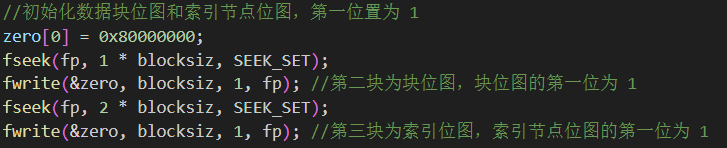 //初始化数据块位图和索引节点位图，第一位置为 1
zero[0] = 0x80000000;
fseek(fp, 1 * blocksiz, SEEK_SET);
fwrite(&zero, blocksiz, 1, fp); //第二块为块位图，块位图的第一位为 1
fseek(fp, 2 * blocksiz, SEEK_SET);
fwrite(&zero, blocksiz, 1, fp); //第三块为索引位图，索引节点位图的第一位为 1